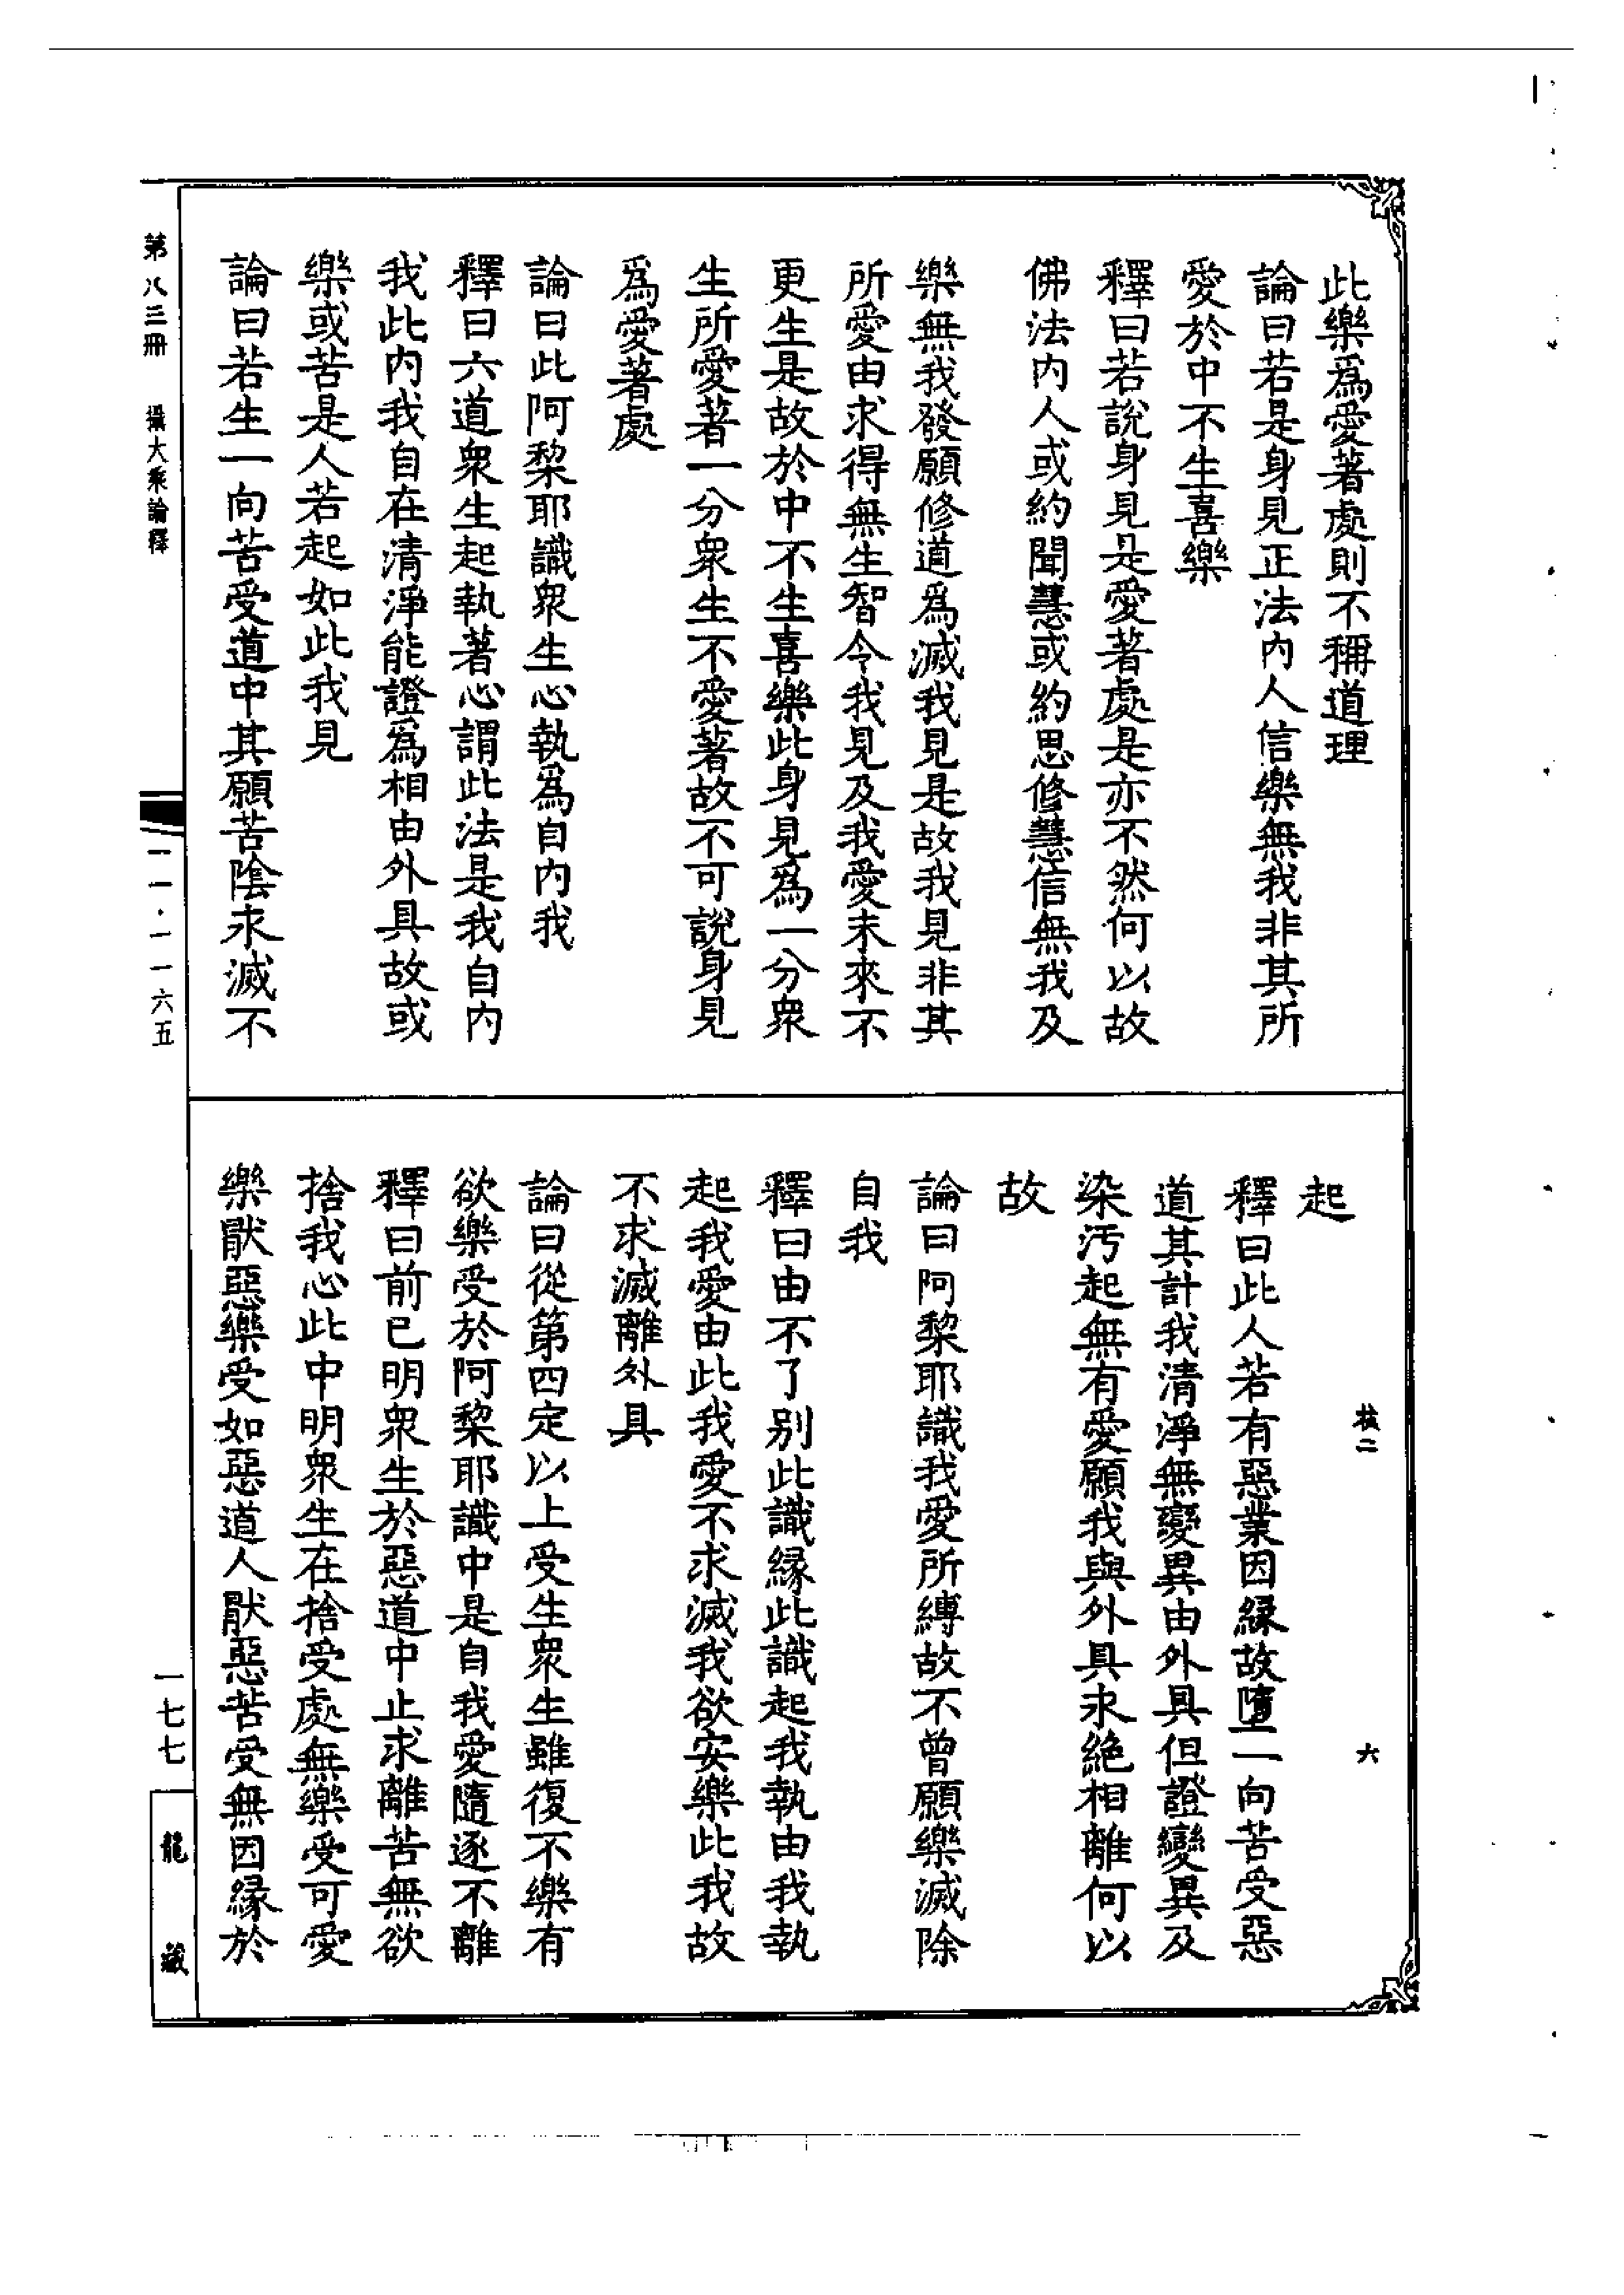 此樂爲愛著處則不稱道理
論曰若是身見正法內人信樂無我非其所
愛於中不生喜樂
釋曰若說身見是愛著處是亦不然何以故
佛法內人或約聞慧或約思修慧信無我及
樂無我發願修道爲滅我見是故我見非其
所愛由求得無生智令我見及我愛未來不
更生是故於中不生喜樂此身見爲一分衆
生所愛著一分衆生不愛著故不可說身見
爲愛著處
論曰此阿黎耶識衆生心執爲自內我
釋曰六道衆生起執著心謂此法是我自內
我此內我自在清淨能證爲相由外具故或
樂或苦是人若起如此我見
論曰若生一向苦受道中其願苦陰永滅不
起
釋曰此人若有惡業因縁故墮一向苦受惡
道其計我清淨無變異由外具但證變異及
染汚起無有愛願我與外具永絶相離何以
故
論曰阿黎耶識我愛所縛故不曾願樂滅除
自我
釋曰由不了别此識縁此識起我執由我執
起我愛由此我愛不求滅我欲安樂此我故
不求滅離外具
論曰從第四定以上受生衆生雖復不樂有
欲樂受於阿黎耶識中是自我愛隨逐不離
釋曰前已明衆生於惡道中止求離苦無欲
捨我心此中明衆生在捨受處無樂受可愛
樂猒惡樂受如惡道人猒惡苦受無因縁於
第八三冊 攝大乘論釋
一一·一一六五
一七七
龍藏
六